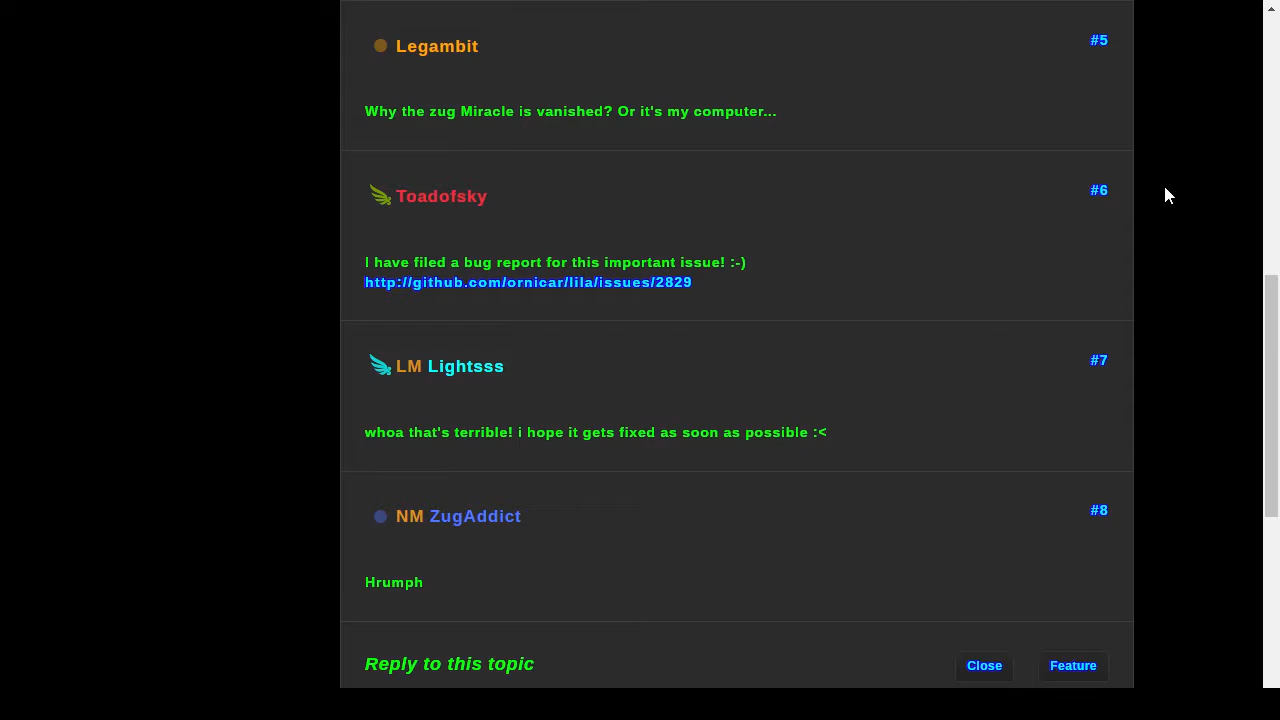 Legambit
#5
Why the zug Miracle is vanished? Or it's my computer...
Toadofsky
#6
I have filed a bug report for this important issue! :-)
http://github.com/ornicar/lila/issues/2829
LM Lightsss
#7
whoa that's terrible! i hope it gets fixed as soon as possible :<
NM ZugAddict
#8
Hrumph
Reply to this topic
Close
Feature